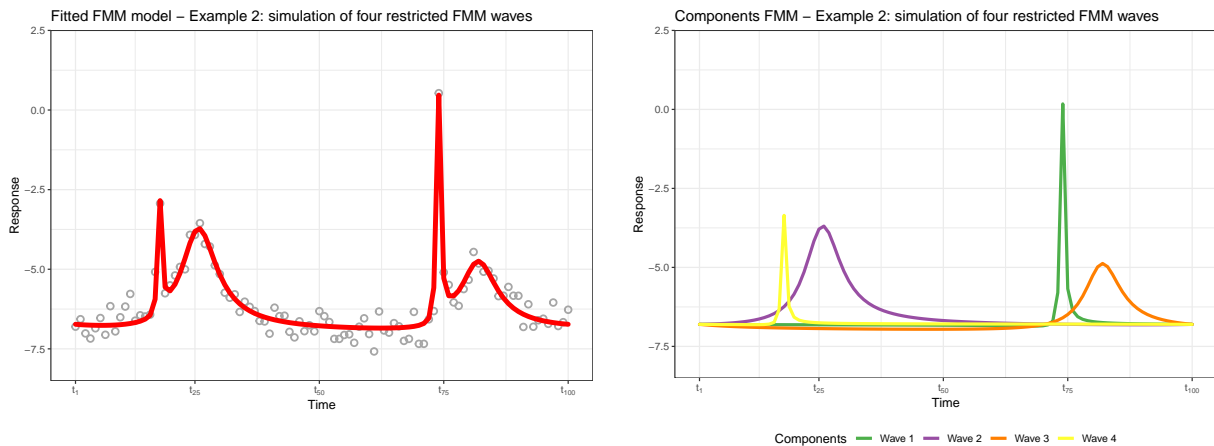 Fitted FMM model – Example 2: simulation of four restricted FMM waves
2.5
0.0
−2.5
−5.0
−7.5
Response
t1
t25
t50
t75
t100
Time
Components FMM – Example 2: simulation of four restricted FMM waves
2.5
0.0
−2.5
−5.0
−7.5
Response
t1
t25
t50
t75
t100
Time
Components Wave 1 Wave 2 Wave 3 Wave 4